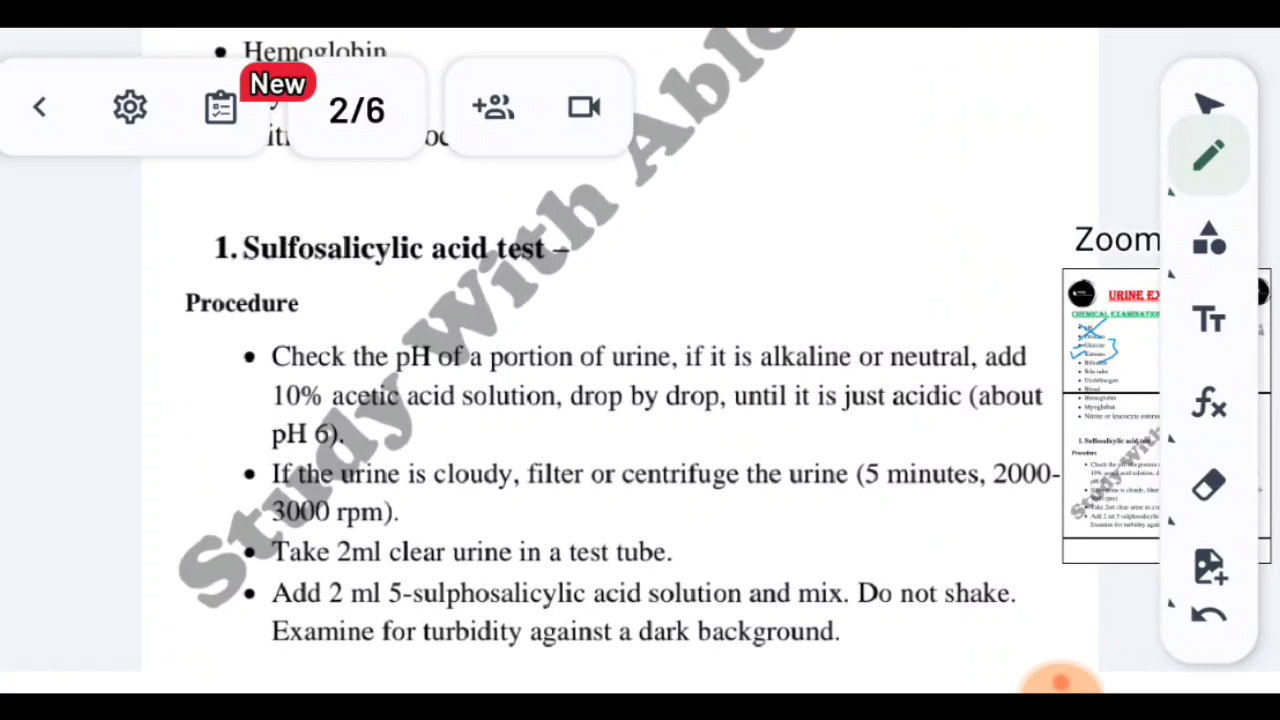 Hemoglobin
New
2/6
1. Sulfosalicylic acid test –
Zoom
Procedure
URINE EX
CHEMICAL EXAMINATION
• Check the pH of a portion of urine, if it is alkaline or neutral, add
10% acetic acid solution, drop by drop, until it is just acidic (about
pH 6).
• If the urine is cloudy, filter or centrifuge the urine (5 minutes, 2000-
3000 rpm).
• Take 2ml clear urine in a test tube.
• Add 2 ml 5-sulphosalicylic acid solution and mix. Do not shake.
Examine for turbidity against a dark background.
Study With Able